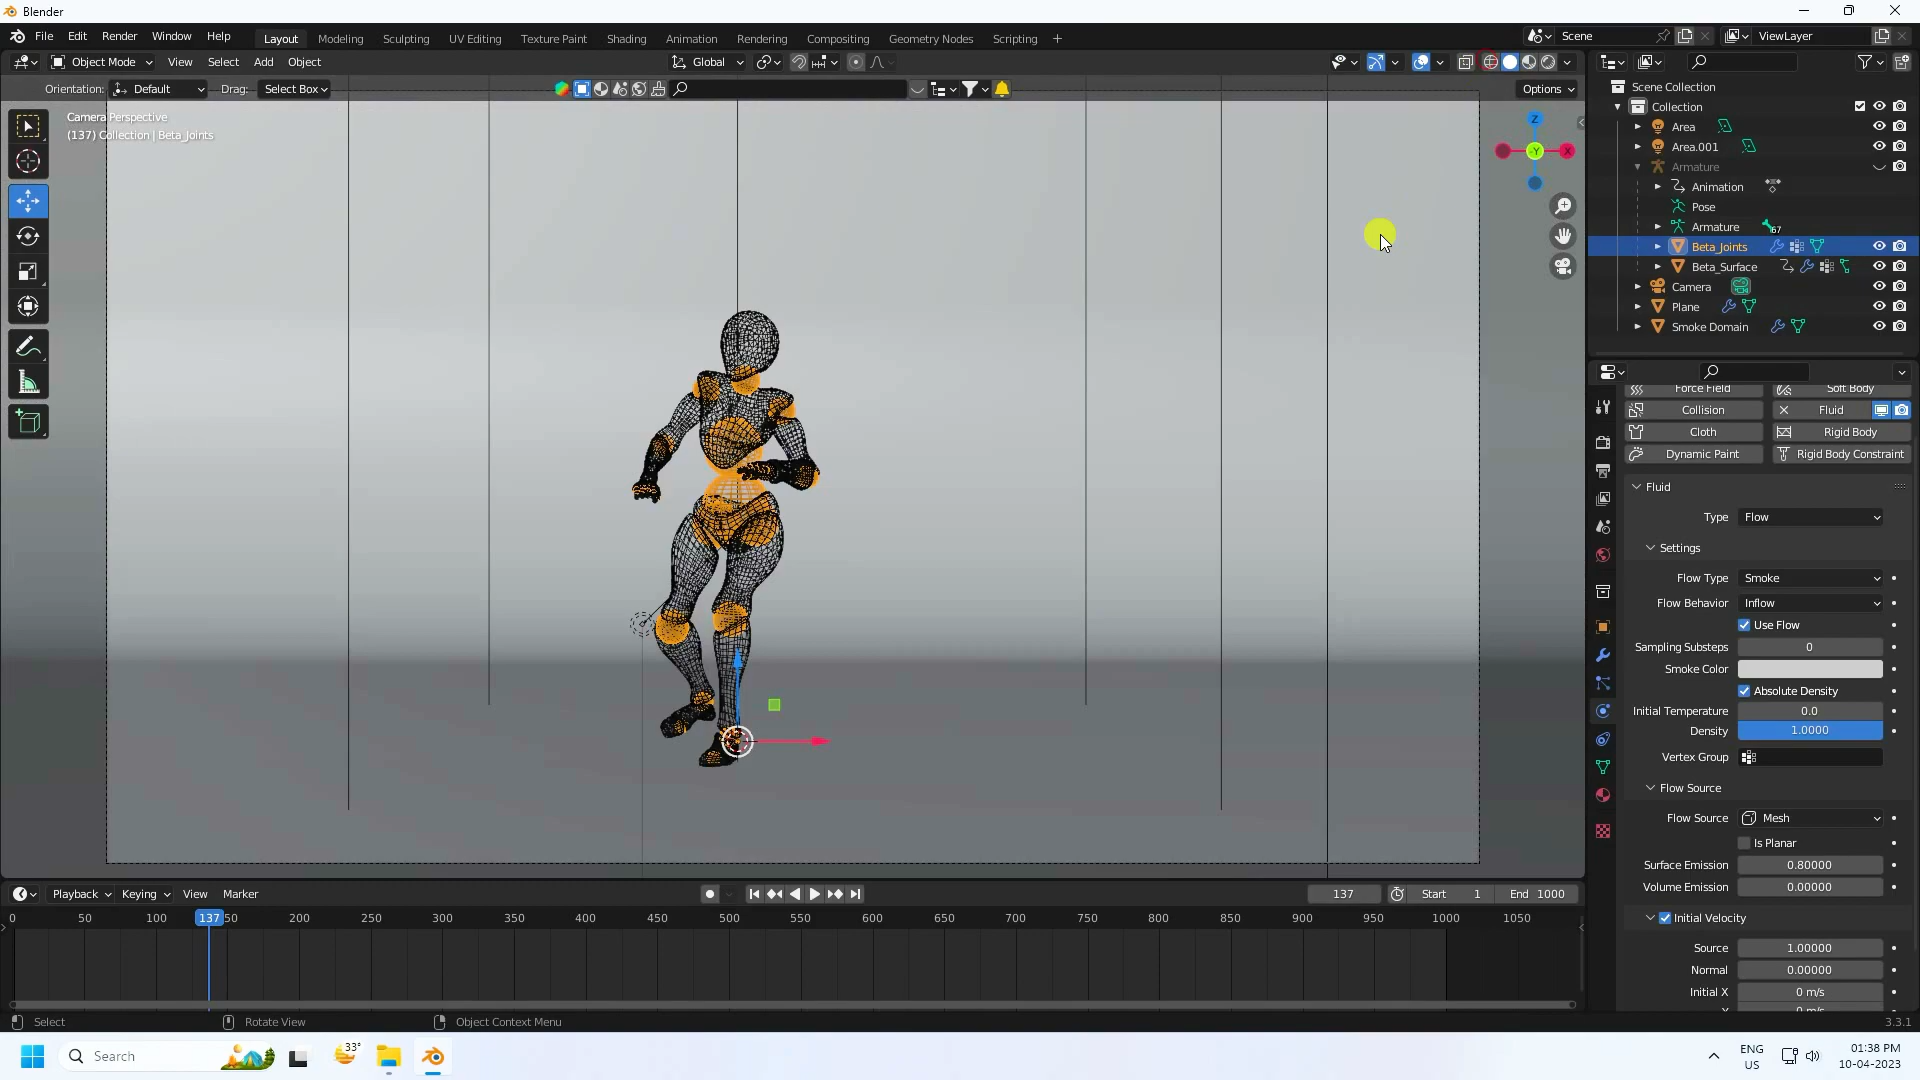 Blender
File Edit Render Window Help Layout Modeling Sculpting UV Editing Texture Paint Shading Animation Rendering Compositing Geometry Nodes Scripting + Scene ViewLayer
Object Mode View Select Add Object Global
Orientation: Default Drag: Select Box Options
Camera Perspective
(137) Collection | Beta_Joints
Z
-Y X
Scene Collection
Collection
Area
Area.001
Armature
Animation
Pose
Armature 67
Beta_Joints
Beta_Surface
Camera
Plane
Smoke Domain
Force Field Soft Body
Collision Fluid
Cloth Rigid Body
Dynamic Paint Rigid Body Constraint
Fluid
Type Flow
Settings
Flow Type Smoke
Flow Behavior Inflow
Use Flow
Sampling Substeps 0
Smoke Color
Absolute Density
Initial Temperature 0.0
Density 1.0000
Vertex Group
Flow Source
Flow Source Mesh
Is Planar
Surface Emission 0.80000
Volume Emission 0.00000
Initial Velocity
Source 1.00000
Normal 0.00000
Initial X 0 m/s
Playback Keying View Marker 137 Start 1 End 1000
0 50 100 137 50 200 250 300 350 400 450 500 550 600 650 700 750 800 850 900 950 1000 1050
Select Rotate View Object Context Menu 3.3.1
Search 33° ENG US 01:38 PM
10-04-2023